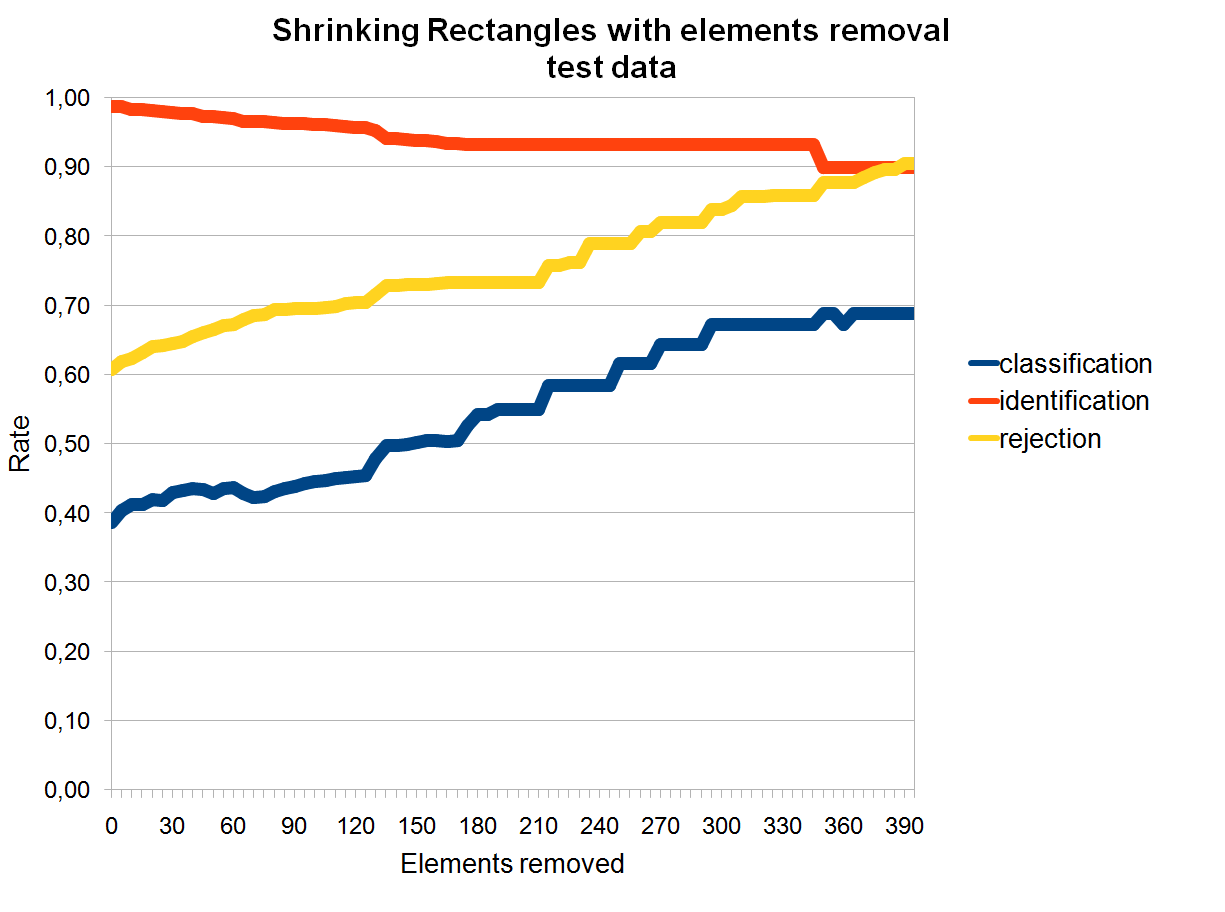 Shrinking Rectangles with elements removal
test data
1,00
0,90
0,80
0,70
0,60
0,50
0,40
0,30
0,20
0,10
0,00
Rate
0 30 60 90 120 150 180 210 240 270 300 330 360 390
Elements removed
classification
identification
rejection